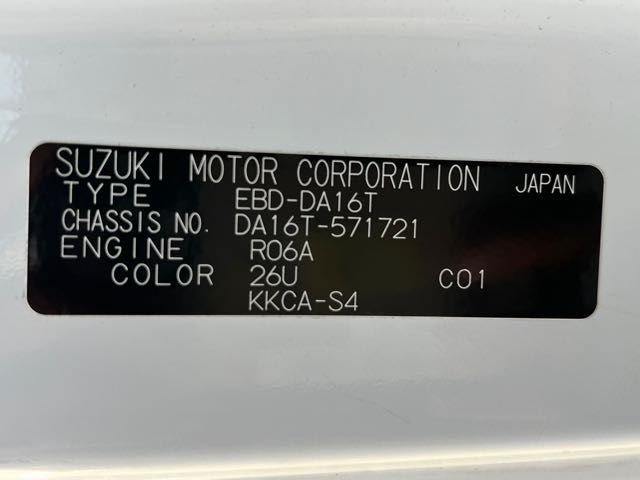 SUZUKI MOTOR CORPORATION JAPAN
TYPE EBD-DA16T
CHASSIS NO. DA16T-571721
ENGINE R06A
COLOR 26U C01
KKCA-S4